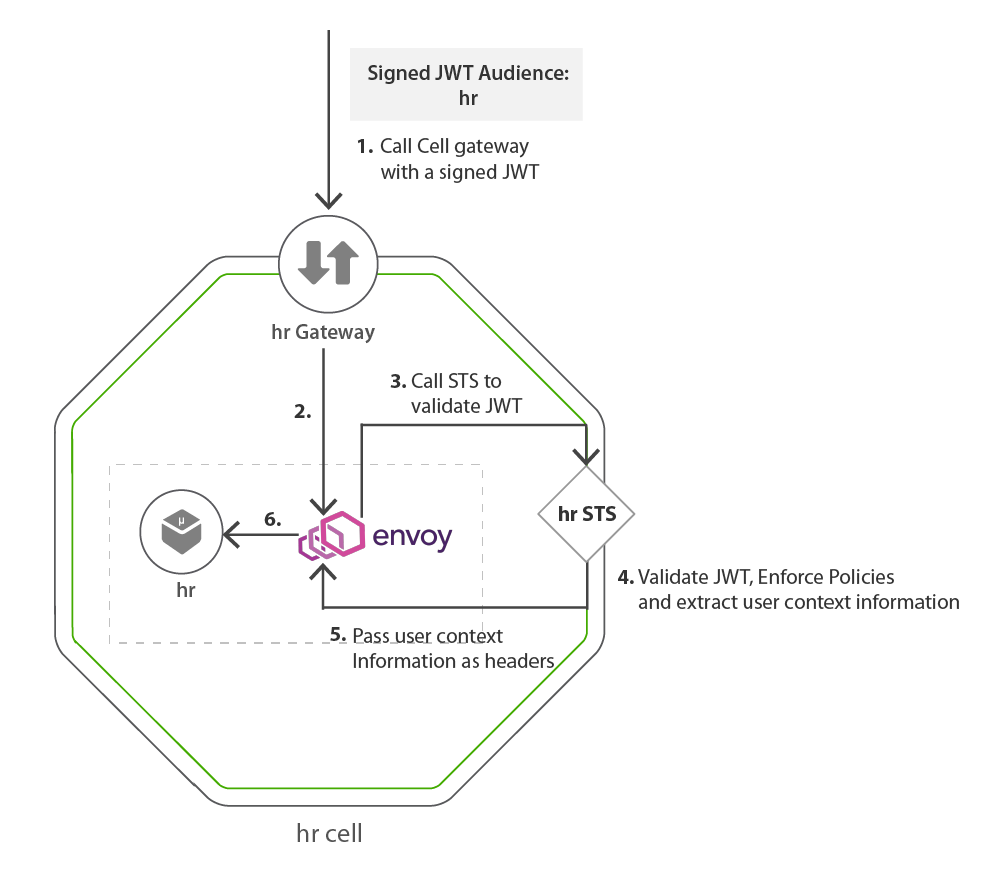 Signed JWT Audience:
hr
1. Call Cell gateway
with a signed JWT
hr Gateway
3. Call STS to
validate JWT
2.
6.
μ
envoy
hr STS
hr
4. Validate JWT, Enforce Policies
and extract user context information
5. Pass user context
Information as headers
hr cell